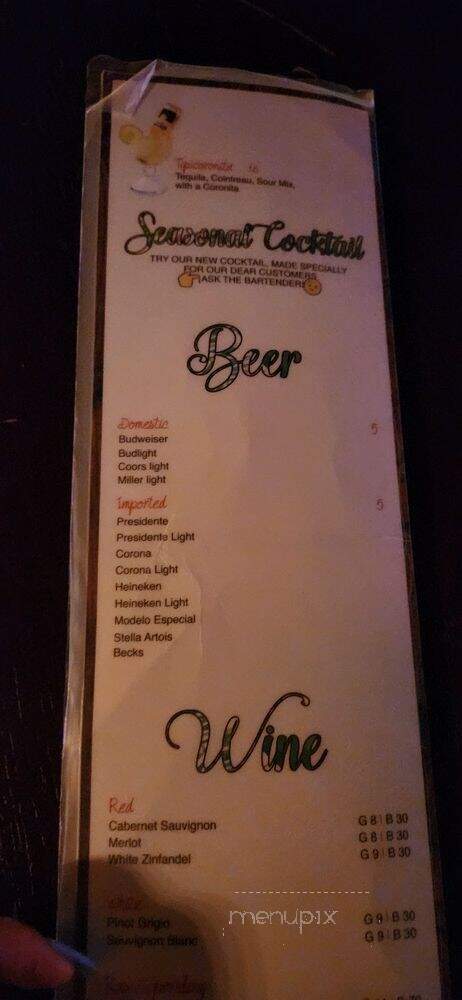 Tipicoronita 16
Tequila, Cointreau, Sour Mix,
with a Coronita
Seasonal Cocktail
TRY OUR NEW COCKTAIL, MADE SPECIALLY
FOR OUR DEAR CUSTOMERS
ASK THE BARTENDER!
Beer
Domestic 5
Budweiser
Budlight
Coors light
Miller light
Imported 5
Presidente
Presidente Light
Corona
Corona Light
Heineken
Heineken Light
Modelo Especial
Stella Artois
Becks
Wine
Red
Cabernet Sauvignon G 8 | B 30
Merlot G 8 | B 30
White Zinfandel G 9 | B 30
White
Pinot Grigio G 9 | B 30
Sauvignon Blanc G 9 | B 30
menupix